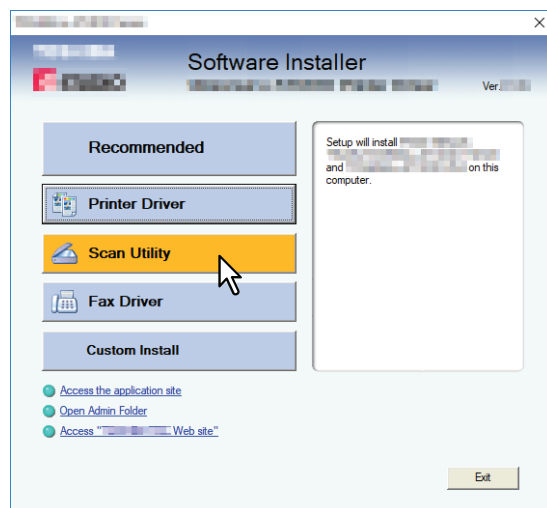 Software Installer
Ver.
Recommended
Printer Driver
Scan Utility
Fax Driver
Custom Install
Setup will install
and on this
computer.
Access the application site
Open Admin Folder
Access " Web site"
Exit